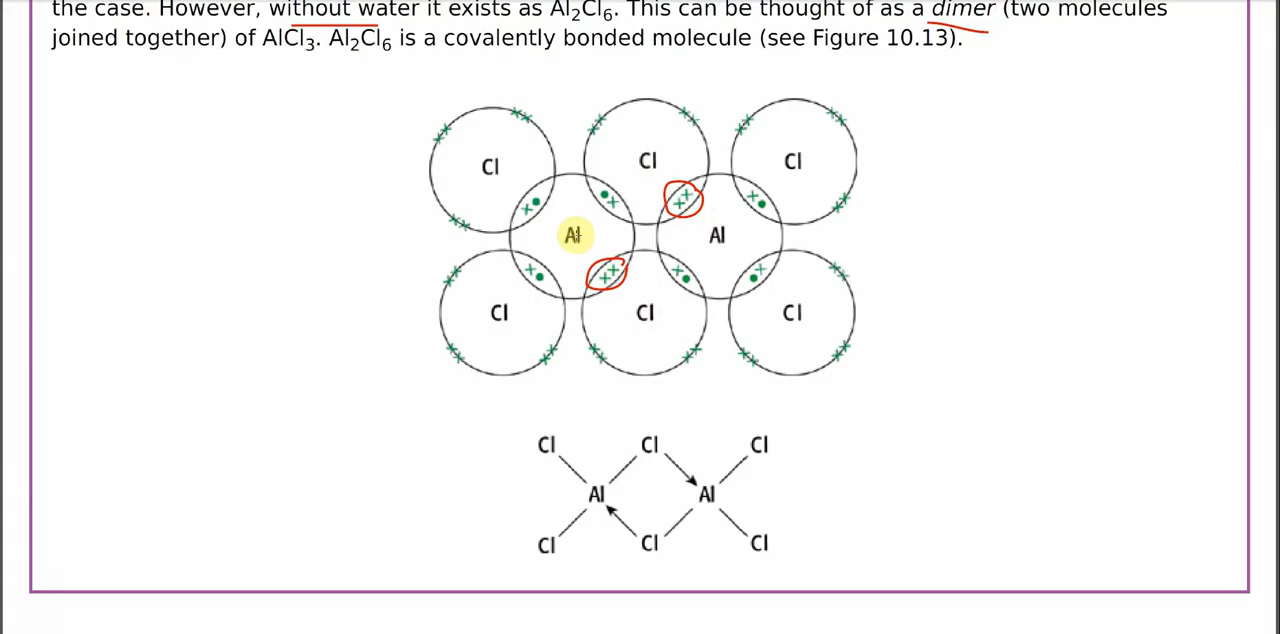 the case. However, without water it exists as Al₂Cl₆. This can be thought of as a dimer (two molecules
joined together) of AlCl₃. Al₂Cl₆ is a covalently bonded molecule (see Figure 10.13).
Cl Cl Cl
Al Al
Cl Cl Cl
Cl Cl Cl
Al Al
Cl Cl Cl